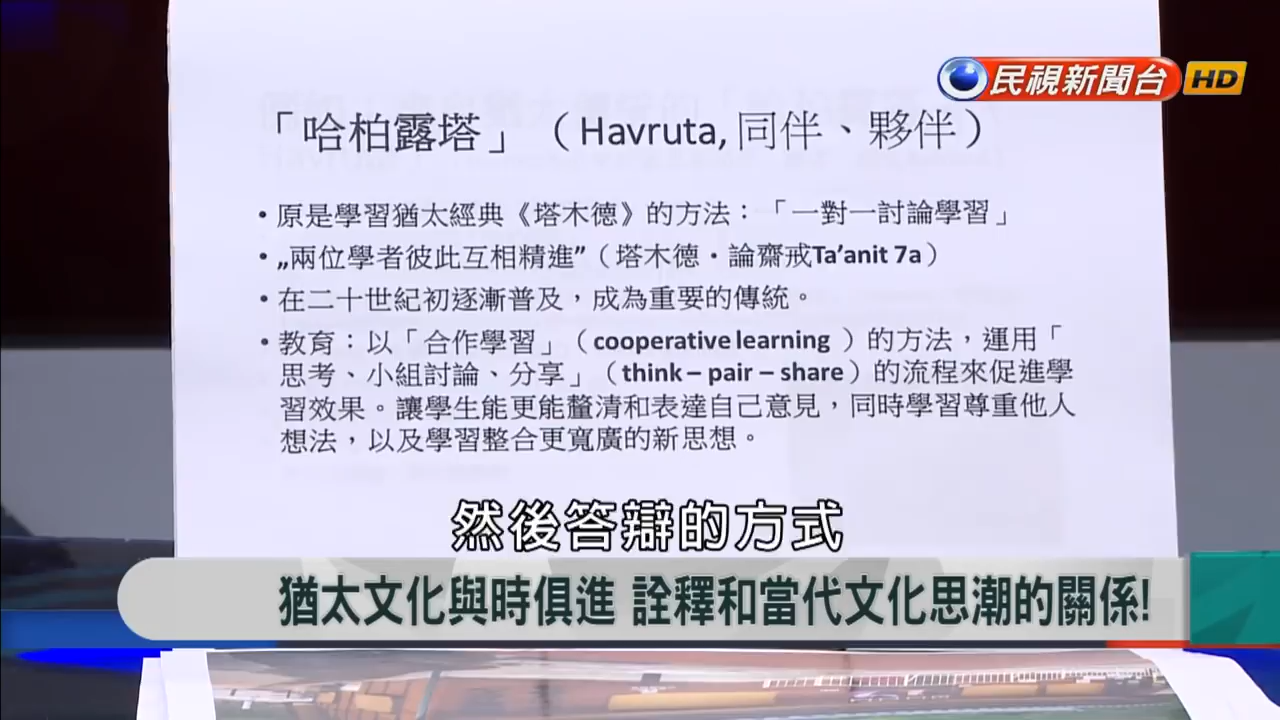 民視新聞台 HD
「哈柏露塔」（Havruta, 同伴、夥伴）
• 原是學習猶太經典《塔木德》的方法：「一對一討論學習」
• „兩位學者彼此互相精進”（塔木德・論齋戒Ta’anit 7a）
• 在二十世紀初逐漸普及，成為重要的傳統。
• 教育：以「合作學習」（cooperative learning ）的方法，運用「
思考、小組討論、分享」（think – pair – share）的流程來促進學
習效果。讓學生能更能釐清和表達自己意見，同時學習尊重他人
想法，以及學習整合更寬廣的新思想。
然後答辯的方式
猶太文化與時俱進 詮釋和當代文化思潮的關係!